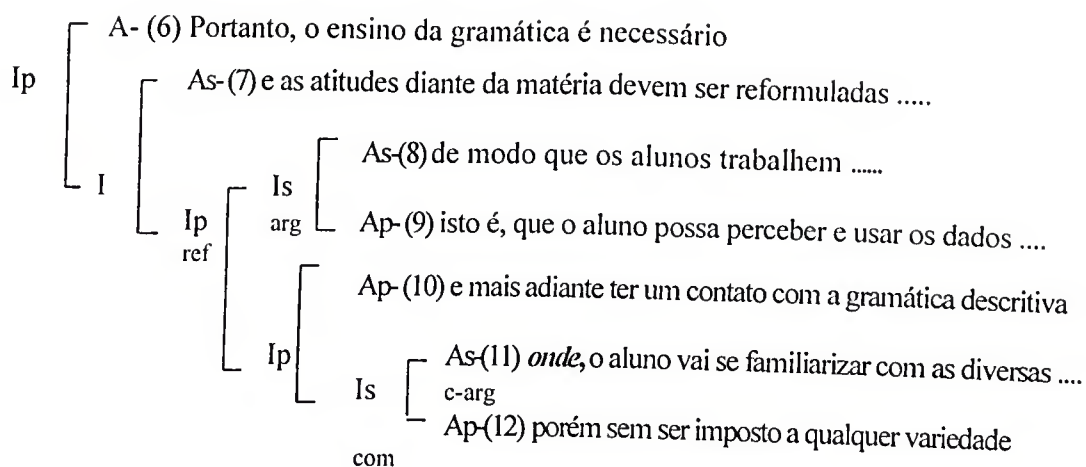 A- (6) Portanto, o ensino da gramática é necessário
Ip
As-(7) e as atitudes diante da matéria devem ser reformuladas .....
As-(8) de modo que os alunos trabalhem ......
I
Is
Ip arg Ap- (9) isto é, que o aluno possa perceber e usar os dados ....
ref
Ap- (10) e mais adiante ter um contato com a gramática descritiva
Ip
As-(11) onde, o aluno vai se familiarizar com as diversas ....
Is c-arg
Ap-(12) porém sem ser imposto a qualquer variedade
com